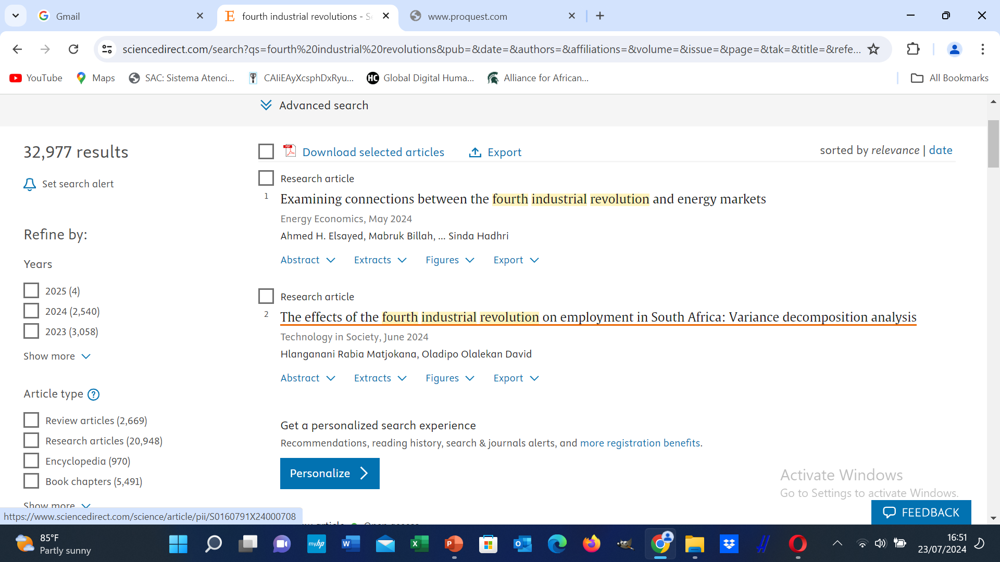 Gmail
fourth industrial revolutions - S
www.proquest.com
sciencedirect.com/search?qs=fourth%20industrial%20revolutions&pub=&date=&authors=&affiliations=&volume=&issue=&page=&tak=&title=&refe...
YouTube
Maps
SAC: Sistema Atenci...
CAIiEAyXcsphDxRyu...
Global Digital Huma...
Alliance for African...
All Bookmarks
Advanced search
32,977 results
Set search alert
Refine by:
Years
2025 (4)
2024 (2,540)
2023 (3,058)
Show more
Article type
Review articles (2,669)
Research articles (20,948)
Encyclopedia (970)
Book chapters (5,491)
Show more
Download selected articles
Export
sorted by relevance | date
Research article
1
Examining connections between the fourth industrial revolution and energy markets
Energy Economics, May 2024
Ahmed H. Elsayed, Mabruk Billah, ... Sinda Hadhri
Abstract Extracts Figures Export
Research article
2
The effects of the fourth industrial revolution on employment in South Africa: Variance decomposition analysis
Technology in Society, June 2024
Hlanganani Rabia Matjokana, Oladipo Olalekan David
Abstract Extracts Figures Export
Get a personalized search experience
Recommendations, reading history, search & journals alerts, and more registration benefits.
Personalize
Activate Windows
Go to Settings to activate Windows.
FEEDBACK
https://www.sciencedirect.com/science/article/pii/S0160791X24000708
85°F
Partly sunny
16:51
23/07/2024